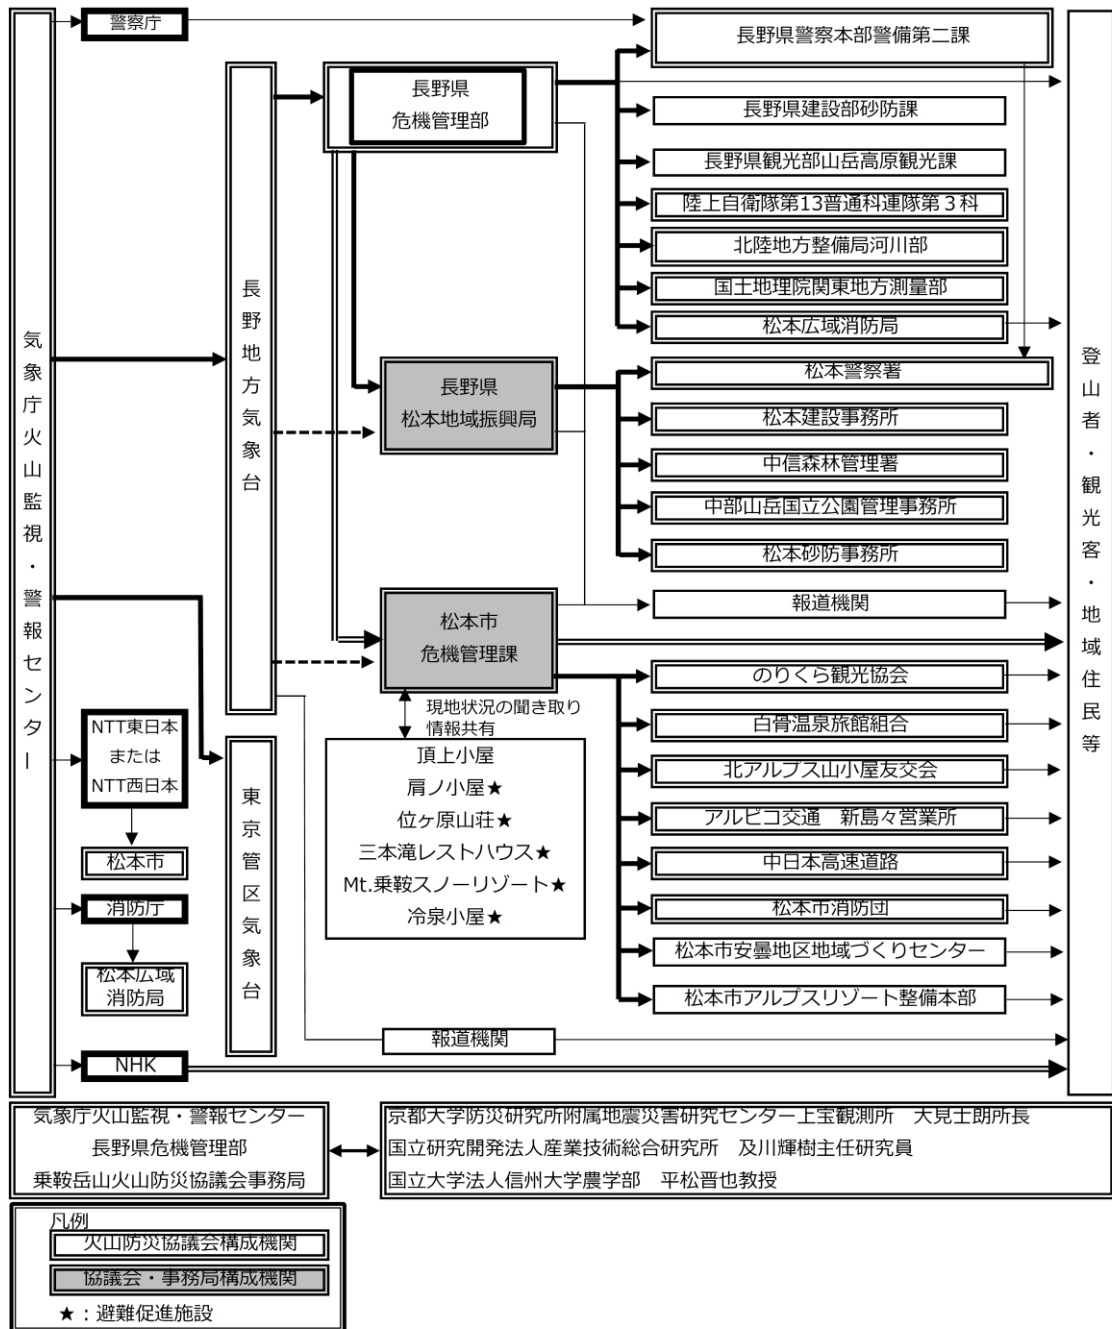 気象庁火山監視・警報センター
警察庁
NTT東日本
または
NTT西日本
松本市
消防庁
松本広域
消防局
NHK
長野地方気象台
東京管区気象台
長野県
危機管理部
長野県
松本地域振興局
松本市
危機管理課
現地状況の聞き取り
情報共有
頂上小屋
肩ノ小屋★
位ヶ原山荘★
三本滝レストハウス★
Mt.乗鞍スノーリゾート★
冷泉小屋★
報道機関
長野県警察本部警備第二課
長野県建設部砂防課
長野県観光部山岳高原観光課
陸上自衛隊第13普通科連隊第3科
北陸地方整備局河川部
国土地理院関東地方測量部
松本広域消防局
松本警察署
松本建設事務所
中信森林管理署
中部山岳国立公園管理事務所
松本砂防事務所
報道機関
のりくら観光協会
白骨温泉旅館組合
北アルプス山小屋友交会
アルピコ交通　新島々営業所
中日本高速道路
松本市消防団
松本市安曇地区地域づくりセンター
松本市アルプスリゾート整備本部
登山者・観光客・地域住民等
気象庁火山監視・警報センター
長野県危機管理部
乗鞍岳山火山防災協議会事務局
京都大学防災研究所附属地震災害研究センター上宝観測所　大見士朗所長
国立研究開発法人産業技術総合研究所　及川輝樹主任研究員
国立大学法人信州大学農学部　平松晋也教授
凡例
火山防災協議会構成機関
協議会・事務局構成機関
★：避難促進施設